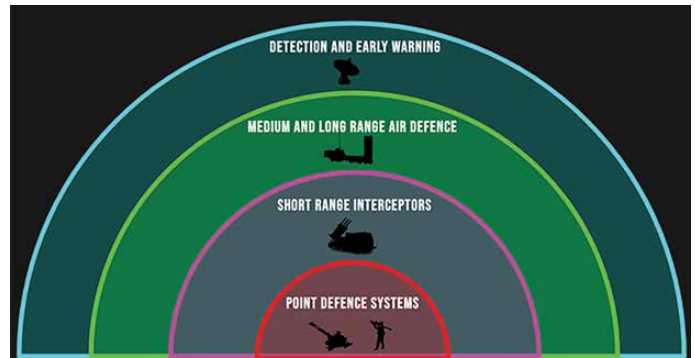 DETECTION AND EARLY WARNING
MEDIUM AND LONG RANGE AIR DEFENCE
SHORT RANGE INTERCEPTORS
POINT DEFENCE SYSTEMS